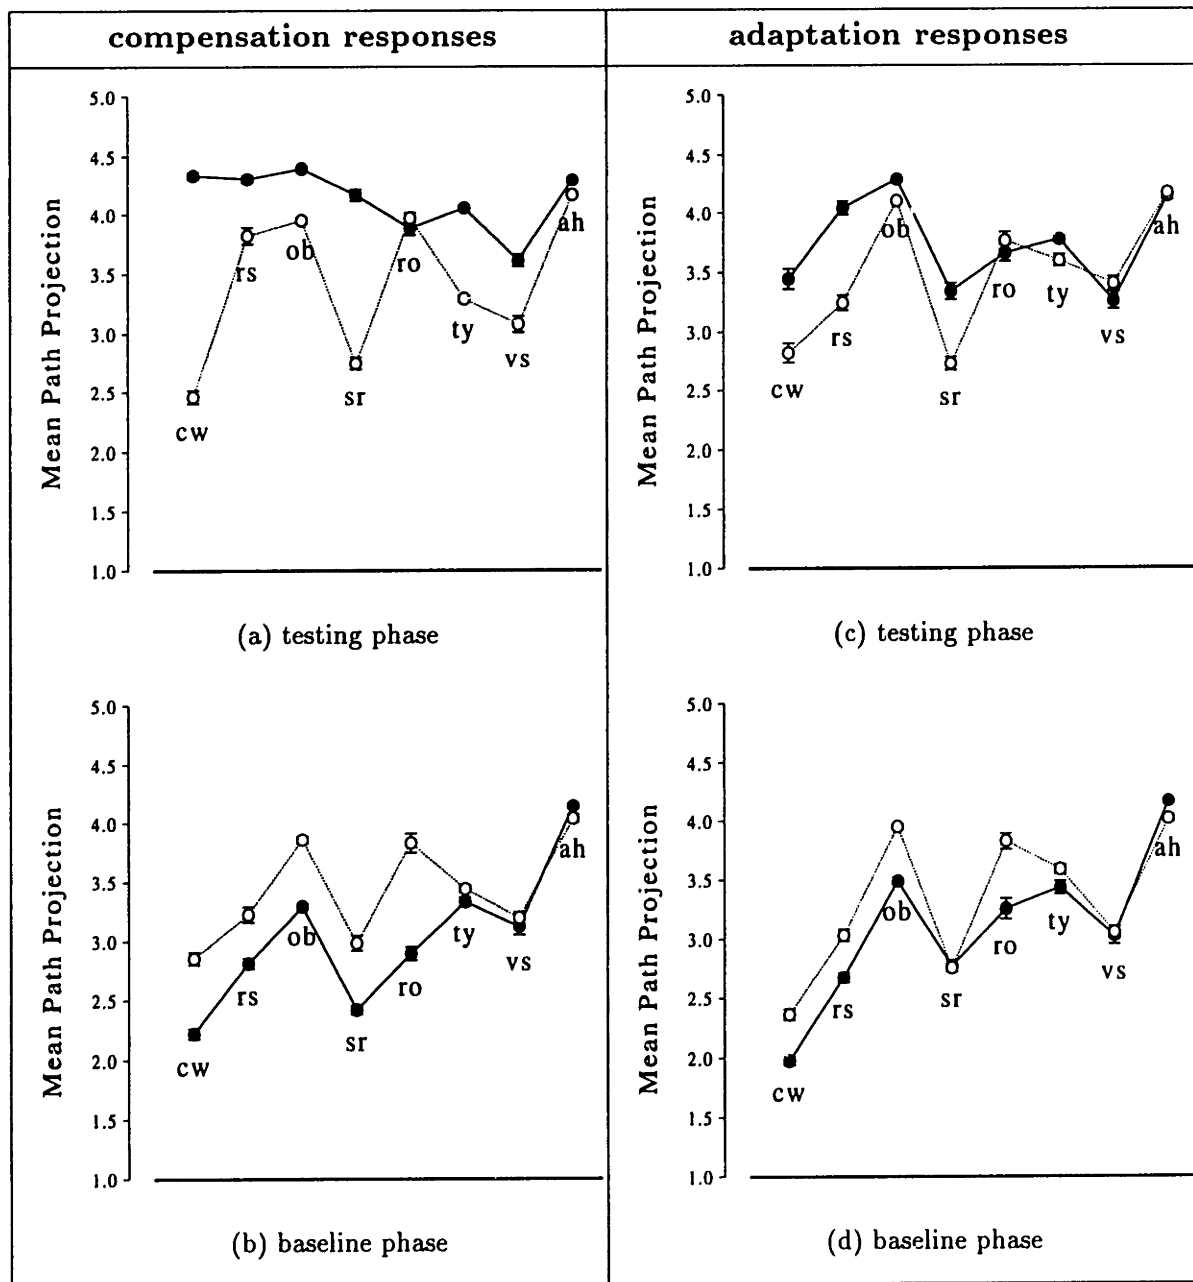 compensation responses
adaptation responses
Mean Path Projection
5.0
4.5
4.0
3.5
3.0
2.5
2.0
1.5
1.0
cw
rs
ob
sr
ro
ty
vs
ah
(a) testing phase
Mean Path Projection
5.0
4.5
4.0
3.5
3.0
2.5
2.0
1.5
1.0
cw
rs
ob
sr
ro
ty
vs
ah
(c) testing phase
Mean Path Projection
5.0
4.5
4.0
3.5
3.0
2.5
2.0
1.5
1.0
cw
rs
ob
sr
ro
ty
vs
ah
(b) baseline phase
Mean Path Projection
5.0
4.5
4.0
3.5
3.0
2.5
2.0
1.5
1.0
cw
rs
ob
sr
ro
ty
vs
ah
(d) baseline phase